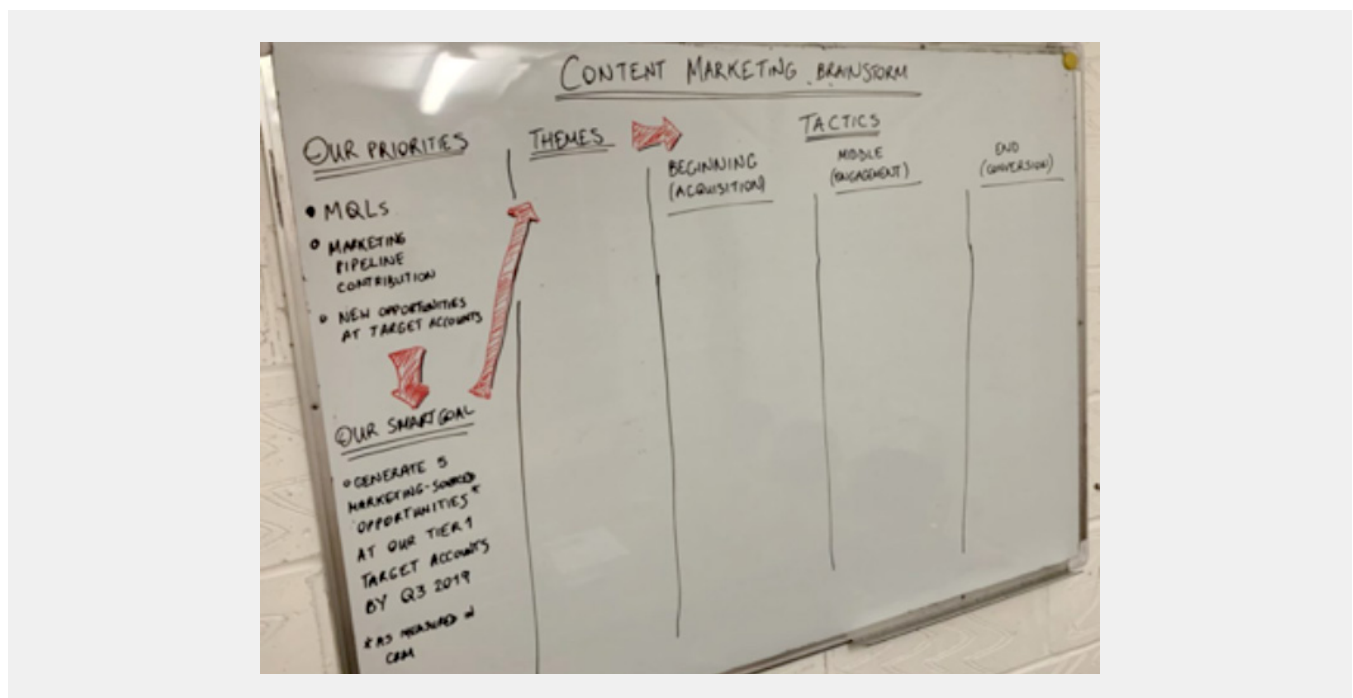 CONTENT MARKETING BRAINSTORM
OUR PRIORITIES
• MQLs
• MARKETING
PIPELINE
CONTRIBUTION
• NEW OPPORTUNITIES
AT TARGET ACCOUNTS
OUR SMART GOAL
• GENERATE 5
MARKETING-SOURCED
OPPORTUNITIES*
AT OUR TIER 1
TARGET ACCOUNTS
BY Q3 2019
* AS MEASURED IN
CRM
THEMES
TACTICS
BEGINNING
(ACQUISITION)
MIDDLE
(ENGAGEMENT)
END
(CONVERSION)